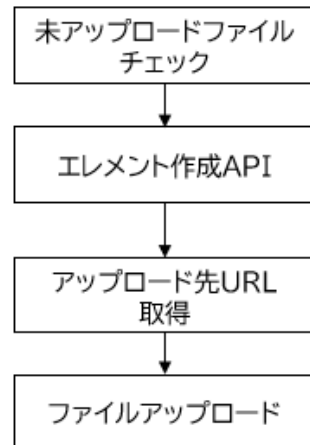 未アップロードファイル
チェック
エレメント作成API
アップロード先URL
取得
ファイルアップロード